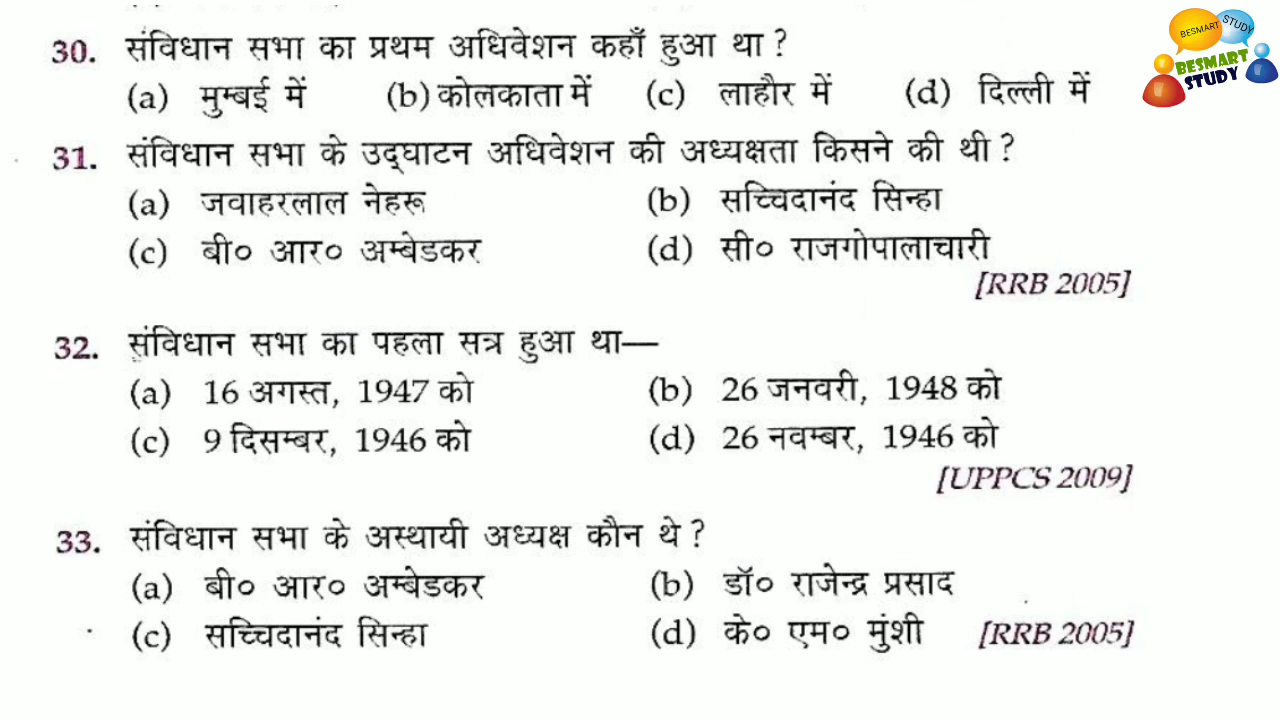 30. संविधान सभा का प्रथम अधिवेशन कहाँ हुआ था ?
(a) मुम्बई में (b) कोलकाता में (c) लाहौर में (d) दिल्ली में
31. संविधान सभा के उद्‌घाटन अधिवेशन की अध्यक्षता किसने की थी ?
(a) जवाहरलाल नेहरू (b) सच्चिदानंद सिन्हा
(c) बी० आर० अम्बेडकर (d) सी० राजगोपालाचारी
[RRB 2005]
32. संविधान सभा का पहला सत्र हुआ था—
(a) 16 अगस्त, 1947 को (b) 26 जनवरी, 1948 को
(c) 9 दिसम्बर, 1946 को (d) 26 नवम्बर, 1946 को
[UPPCS 2009]
33. संविधान सभा के अस्थायी अध्यक्ष कौन थे ?
(a) बी० आर० अम्बेडकर (b) डॉ० राजेन्द्र प्रसाद
(c) सच्चिदानंद सिन्हा (d) के० एम० मुंशी [RRB 2005]
BESMART STUDY
BESMART
STUDY